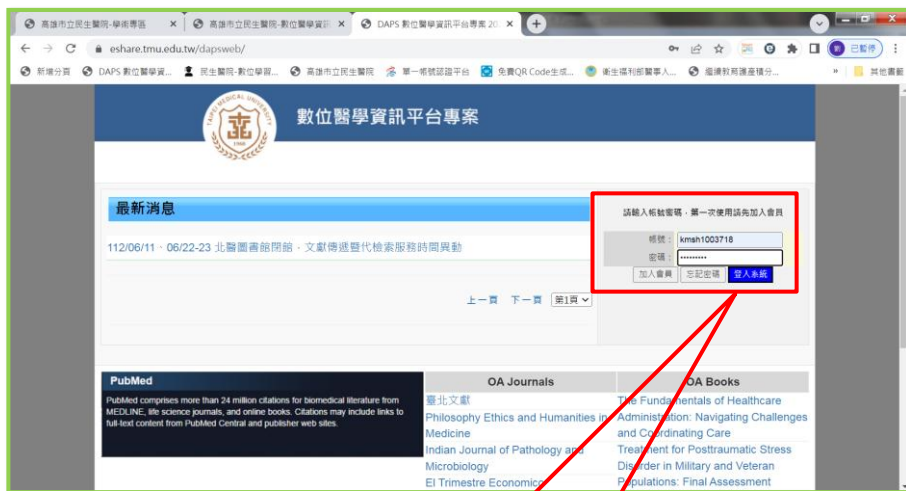 高雄市立民生醫院-學術專區
高雄市立民生醫院-數位醫學資訊
DAPS 數位醫學資訊平台專案 20
eshare.tmu.edu.tw/dapsweb/
已暫停
新增分頁
DAPS 數位醫學資...
民生醫院-數位學習...
高雄市立民生醫院
單一帳號認證平台
免費QR Code生成...
衛生福利部醫事人...
繼續教育護產積分...
»
其他書籤
TAIPEI MEDICAL UNIVERSITY
1960
數位醫學資訊平台專案
最新消息
請輸入帳號密碼，第一次使用請先加入會員
帳號：
kmsh1003718
112/06/11，06/22-23 北醫圖書館閉館，文獻傳遞暨代檢索服務時間異動
密碼：
•••••••••
加入會員
忘記密碼
登入系統
上一頁 下一頁 第1頁
PubMed
PubMed comprises more than 24 million citations for biomedical literature from
MEDLINE, life science journals, and online books. Citations may include links to
full-text content from PubMed Central and publisher web sites.
OA Journals
臺北文獻
Philosophy Ethics and Humanities in
Medicine
Indian Journal of Pathology and
Microbiology
El Trimestre Economico
OA Books
The Fundamentals of Healthcare
Administration: Navigating Challenges
and Coordinating Care
Treatment for Posttraumatic Stress
Disorder in Military and Veteran
Populations: Final Assessment